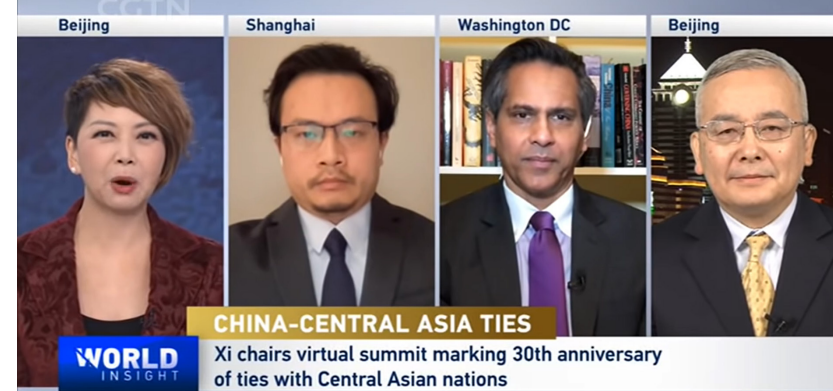 CGTN
Beijing
Shanghai
Washington DC
Beijing
CHINA-CENTRAL ASIA TIES
WORLD
INSIGHT
Xi chairs virtual summit marking 30th anniversary
of ties with Central Asian nations